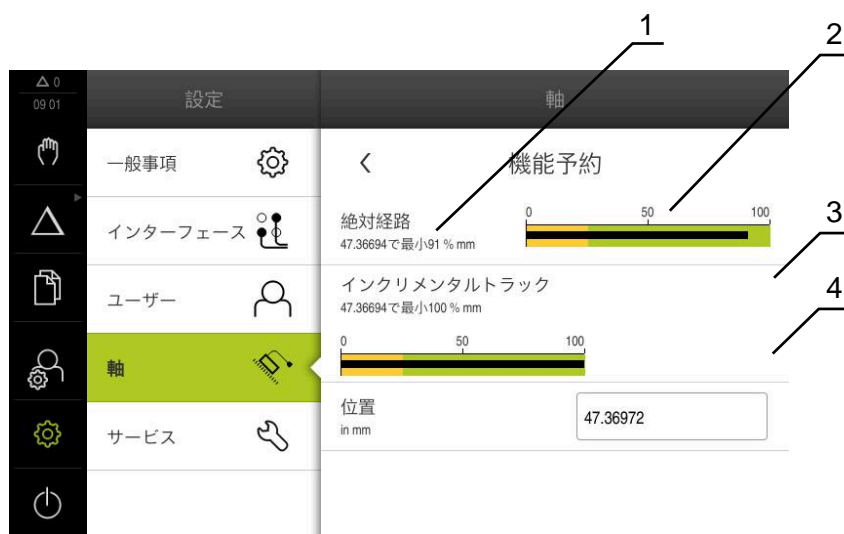 1
2
3
4
0
09 01
設定
軸
一般事項
インターフェース
ユーザー
軸
サービス
機能予約
絶対経路
47.36694で最小91 % mm
0 50 100
インクリメンタルトラック
47.36694で最小100 % mm
0 50 100
位置
in mm
47.36972